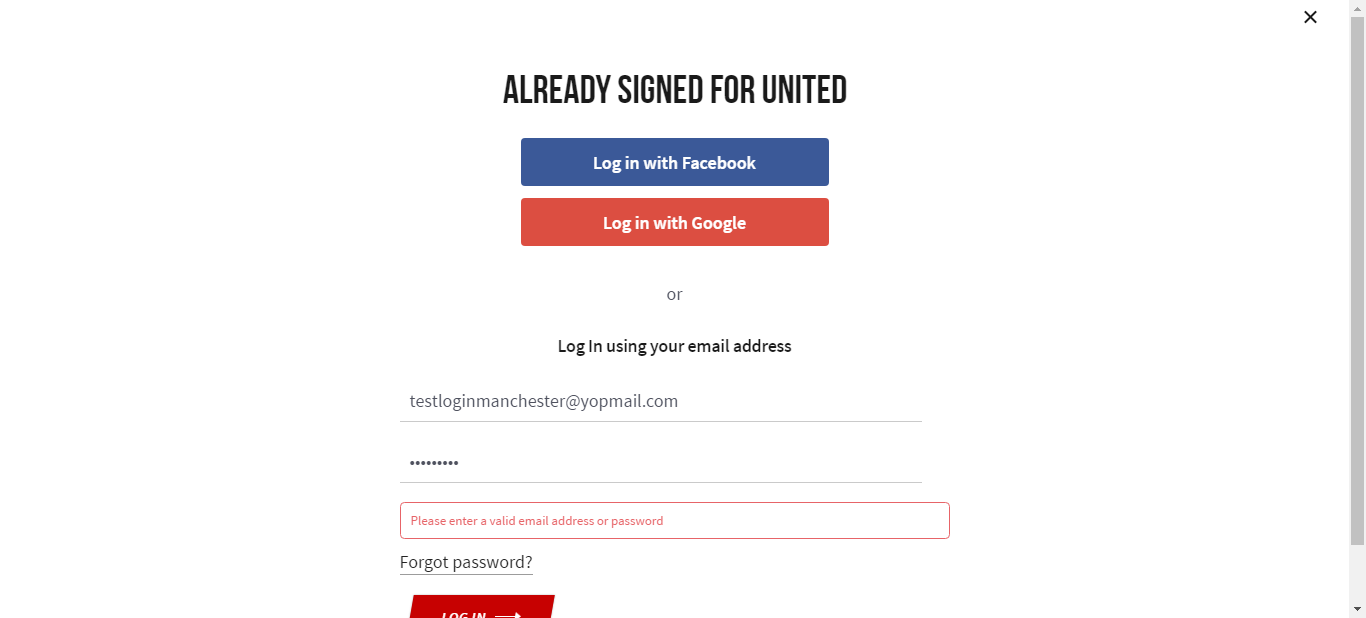 ALREADY SIGNED FOR UNITED
Log in with Facebook
Log in with Google
or
Log In using your email address
testloginmanchester@yopmail.com
•••••••••
Please enter a valid email address or password
Forgot password?
LOG IN